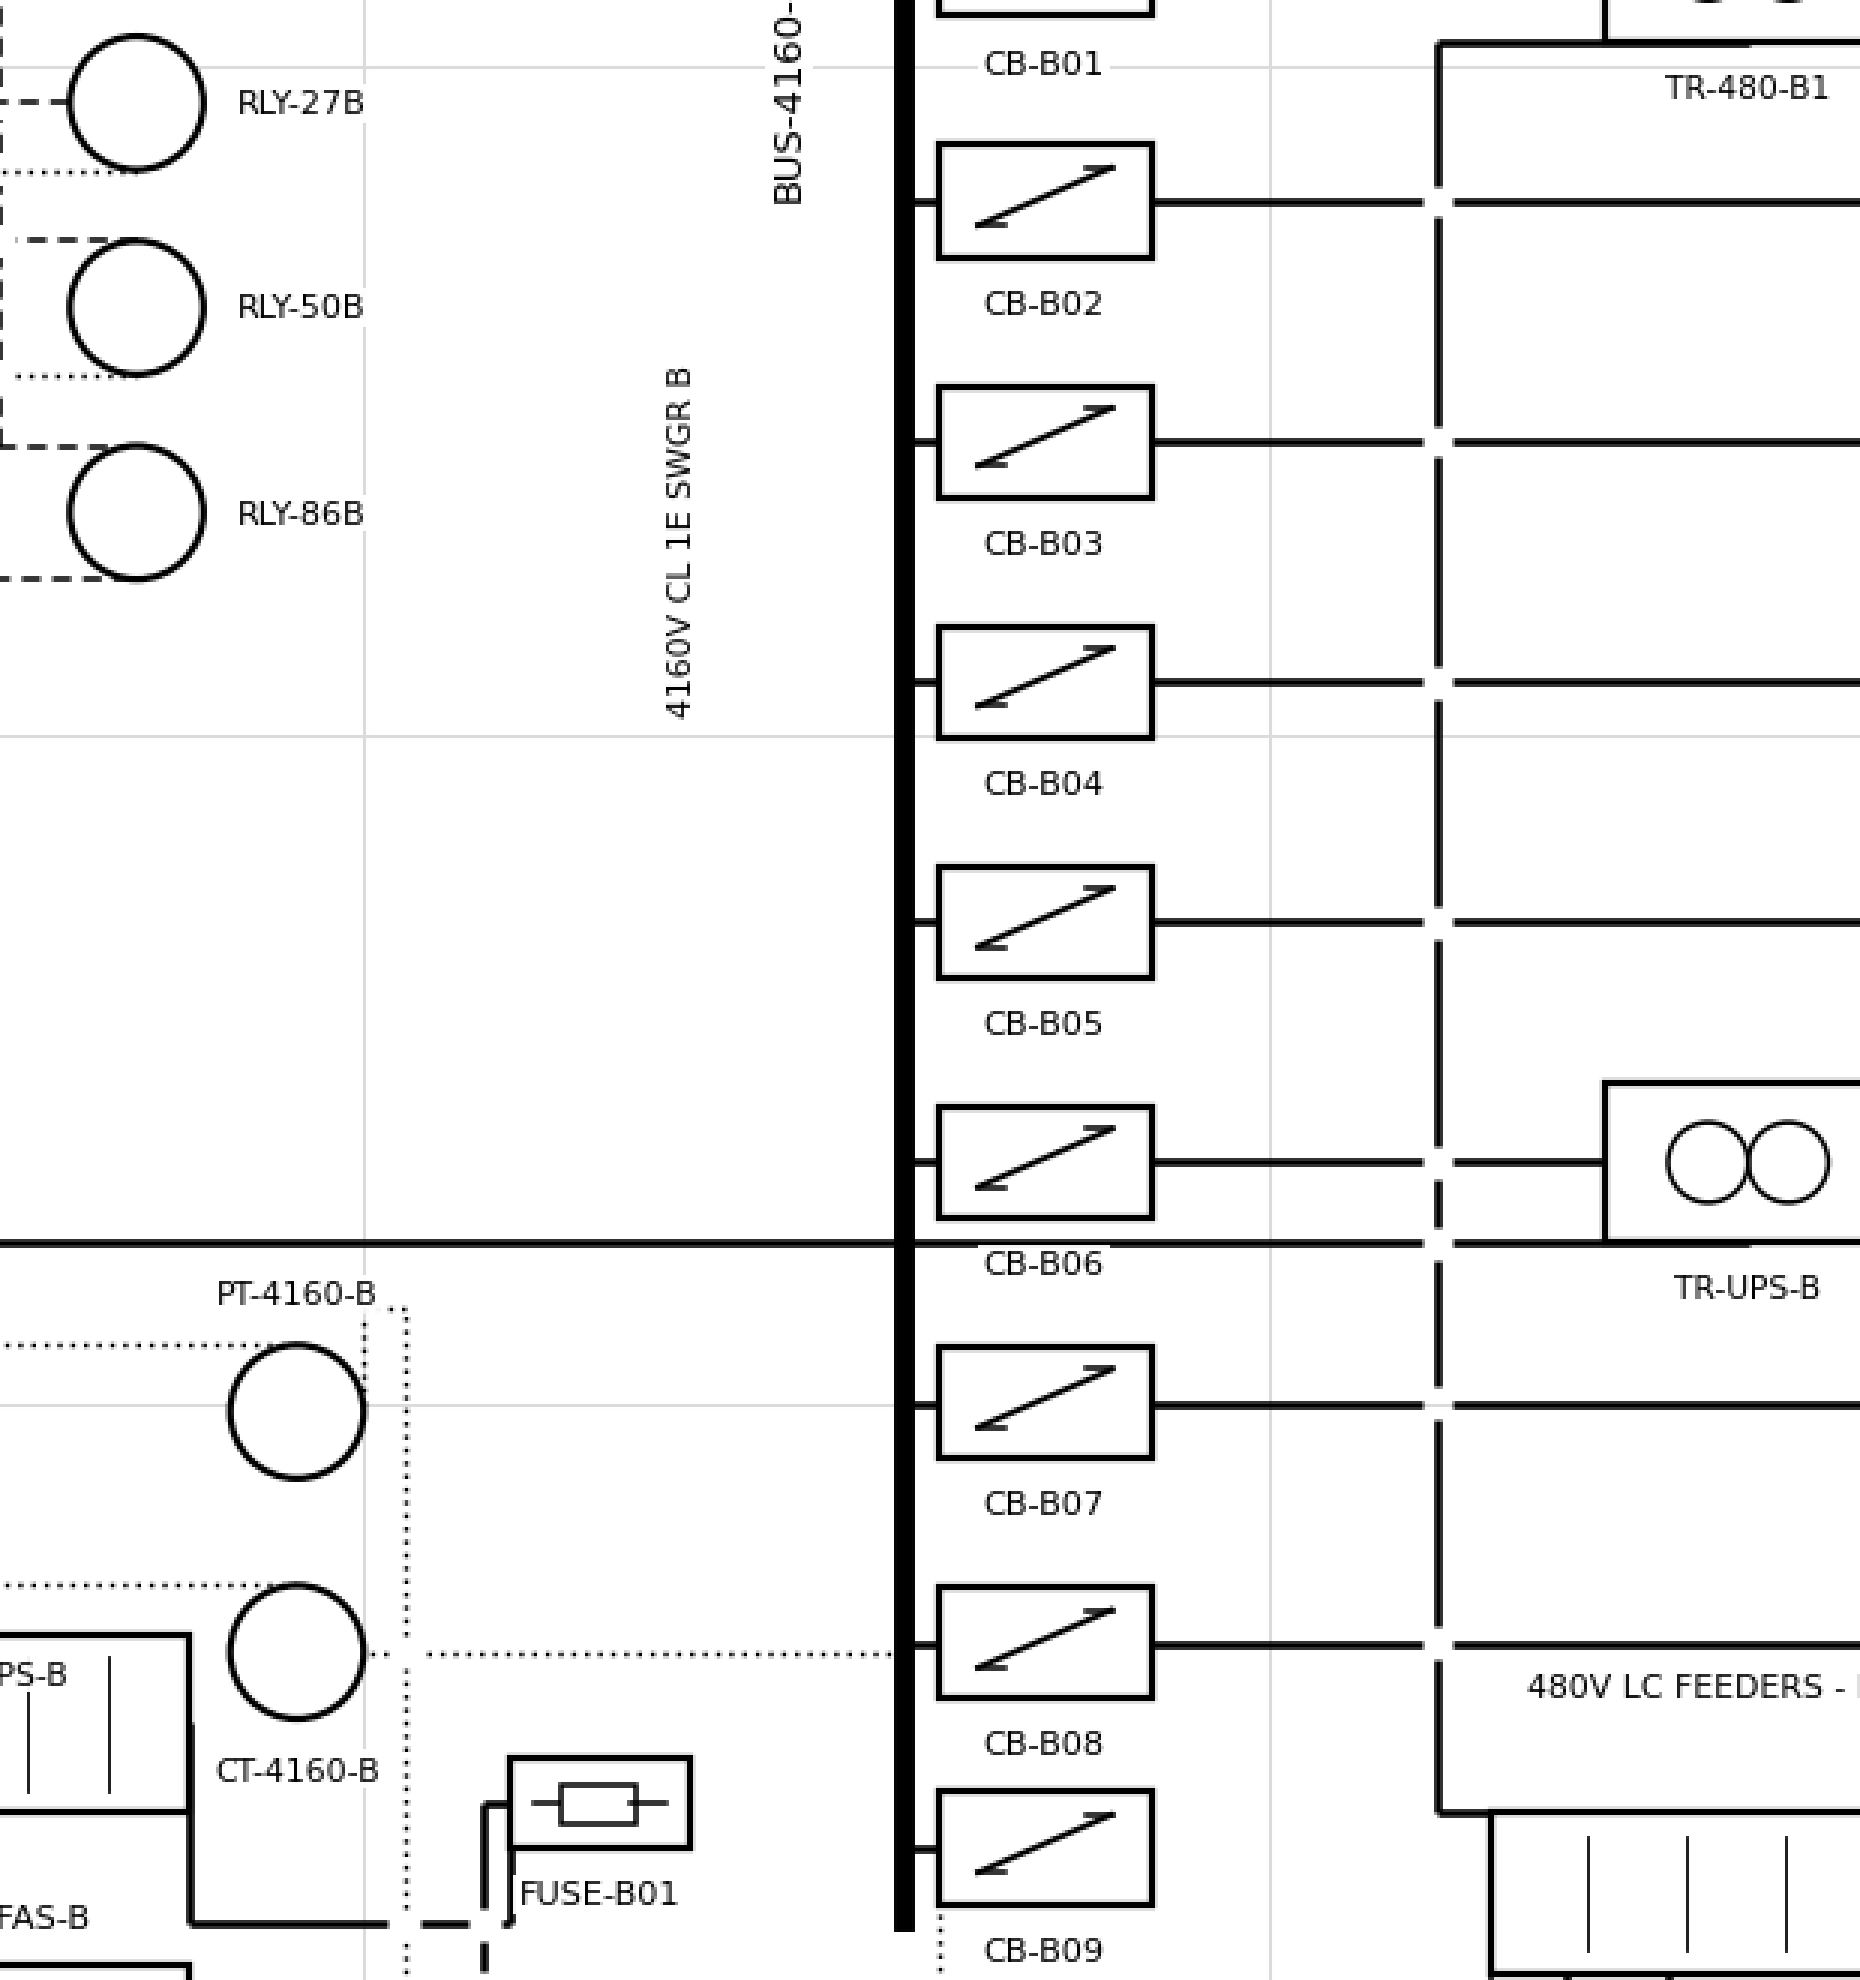 BUS-4160-
CB-B01
TR-480-B1
RLY-27B
CB-B02
RLY-50B
4160V CL 1E SWGR B
RLY-86B
CB-B03
CB-B04
CB-B05
CB-B06
PT-4160-B
TR-UPS-B
CB-B07
PS-B
480V LC FEEDERS -
CB-B08
CT-4160-B
FUSE-B01
FAS-B
CB-B09